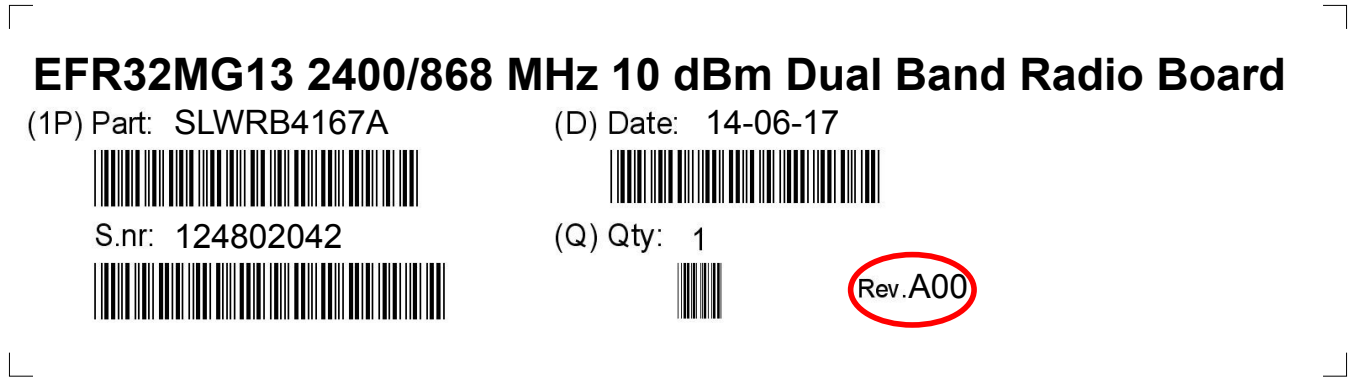 EFR32MG13 2400/868 MHz 10 dBm Dual Band Radio Board
(1P) Part: SLWRB4167A
(D) Date: 14-06-17
S.nr: 124802042
(Q) Qty: 1
Rev.A00